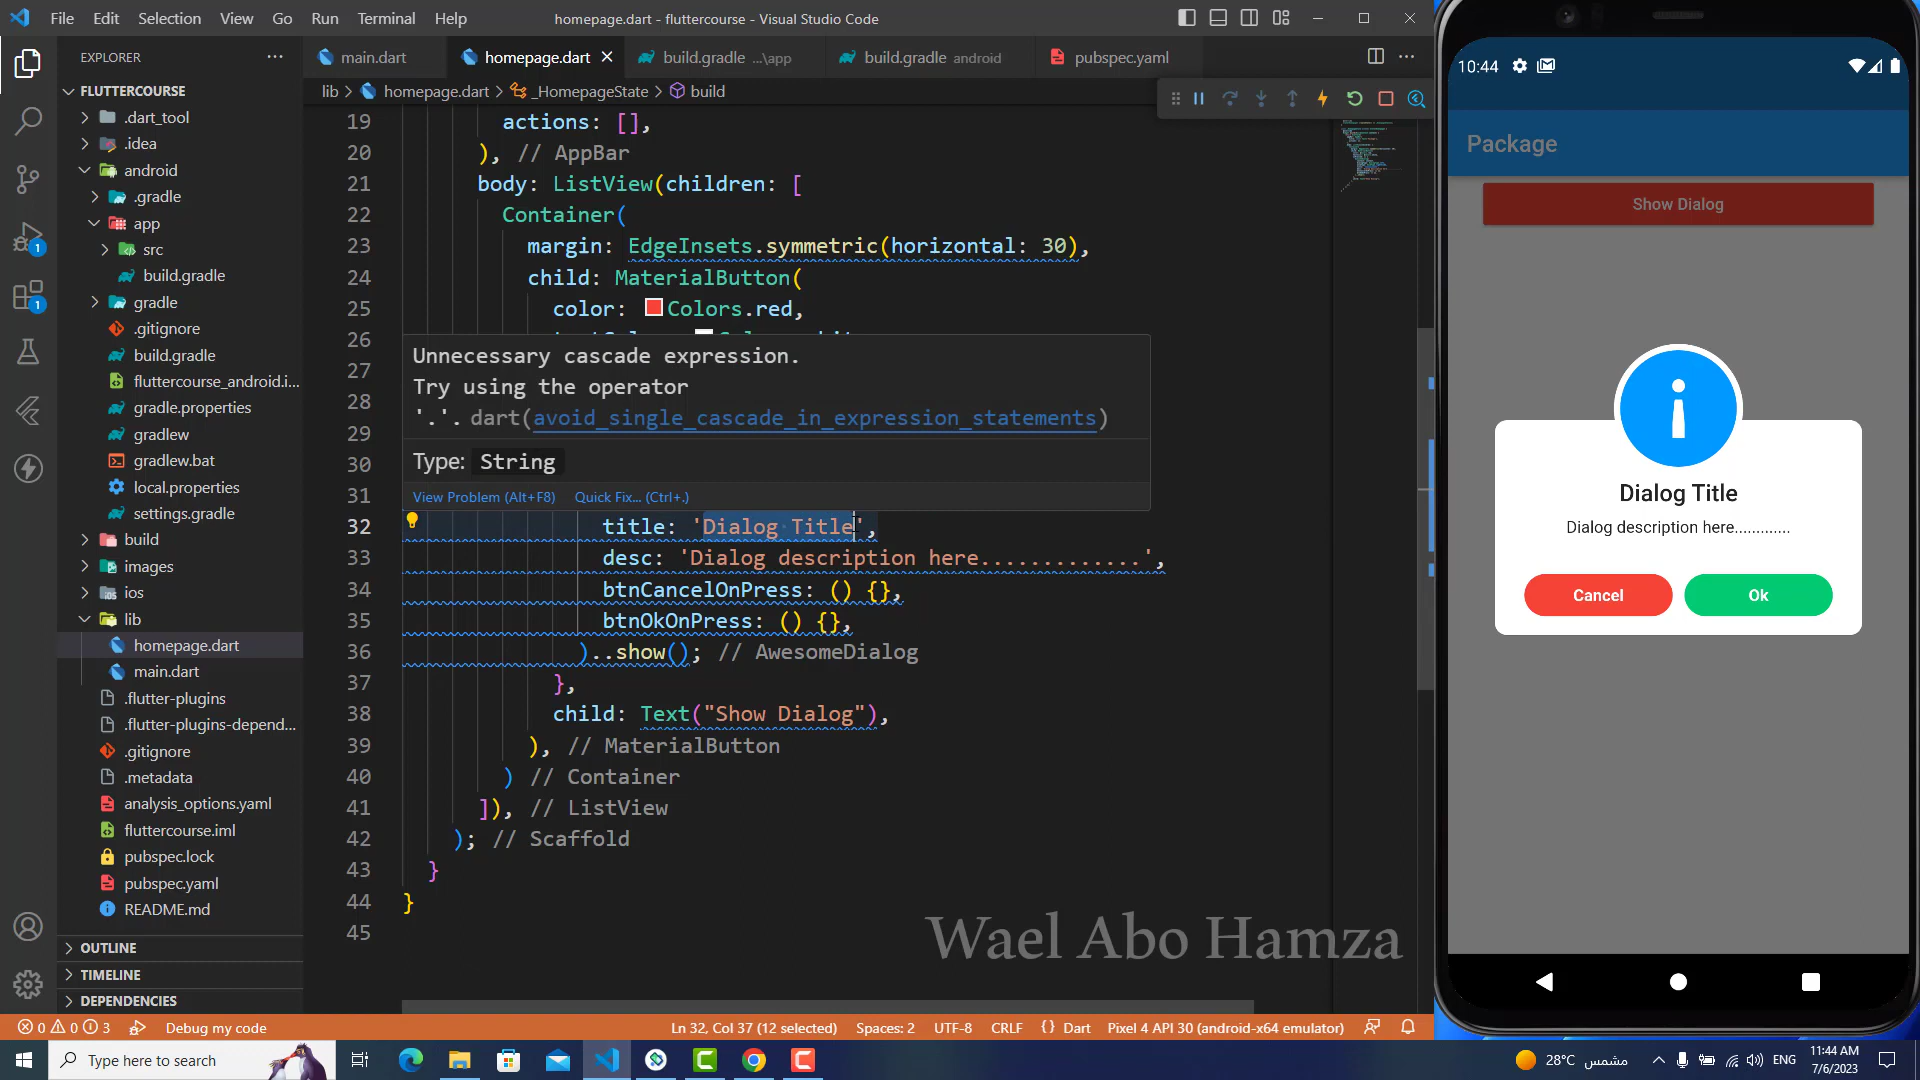 File Edit Selection View Go Run Terminal Help
homepage.dart - fluttercourse - Visual Studio Code
EXPLORER
main.dart
homepage.dart
build.gradle ...\app
build.gradle android
pubspec.yaml
lib > homepage.dart > _HomepageState > build
FLUTTERCOURSE
.dart_tool
.idea
android
.gradle
app
src
build.gradle
gradle
.gitignore
build.gradle
fluttercourse_android.i...
gradle.properties
gradlew
gradlew.bat
local.properties
settings.gradle
build
images
ios
lib
homepage.dart
main.dart
.flutter-plugins
.flutter-plugins-depend...
.gitignore
.metadata
analysis_options.yaml
fluttercourse.iml
pubspec.lock
pubspec.yaml
README.md
OUTLINE
TIMELINE
DEPENDENCIES
1
1
19 actions: [],
20 ), // AppBar
21 body: ListView(children: [
22 Container(
23 margin: EdgeInsets.symmetric(horizontal: 30),
24 child: MaterialButton(
25 color: Colors.red,
26
27
28
29
30
31
Unnecessary cascade expression.
Try using the operator
'.'. dart(avoid_single_cascade_in_expression_statements)
Type: String
View Problem (Alt+F8) Quick Fix... (Ctrl+.)
32 title: 'Dialog Title',
33 desc: 'Dialog description here.............',
34 btnCancelOnPress: () {},
35 btnOkOnPress: () {},
36 )..show(); // AwesomeDialog
37 },
38 child: Text("Show Dialog"),
39 ), // MaterialButton
40 ) // Container
41 ]), // ListView
42 ); // Scaffold
43 }
44 }
45
Wael Abo Hamza
10:44
Package
Show Dialog
Dialog Title
Dialog description here.............
Cancel
Ok
0 0 3 Debug my code
Ln 32, Col 37 (12 selected) Spaces: 2 UTF-8 CRLF {} Dart Pixel 4 API 30 (android-x64 emulator)
Type here to search
28°C مشمس
ENG
11:44 AM
7/6/2023